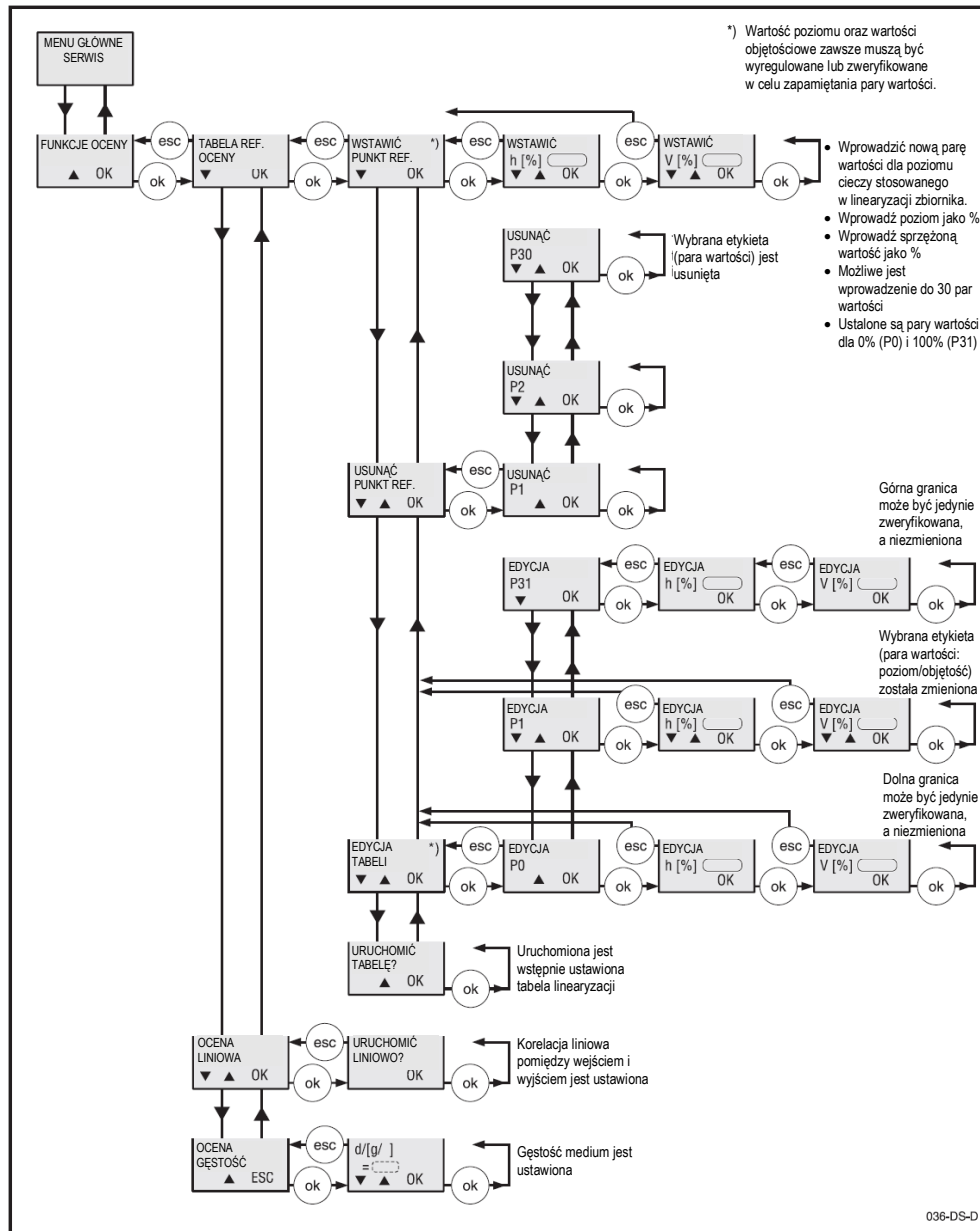 MENU GŁÓWNE
SERWIS
*) Wartość poziomu oraz wartości
objętościowe zawsze muszą być
wyregulowane lub zweryfikowane
w celu zapamiętania pary wartości.
FUNKCJE OCENY
▲ OK
ok
esc
TABELA REF.
OCENY
▼ OK
ok
esc
WSTAWIĆ *)
PUNKT REF.
▼ OK
ok
esc
WSTAWIĆ
h [%]
▼ ▲ OK
ok
esc
WSTAWIĆ
V [%]
▼ ▲ OK
ok
• Wprowadzić nową parę
wartości dla poziomu
cieczy stosowanego
w linearyzacji zbiornika.
• Wprowadź poziom jako %
• Wprowadź sprzężoną
wartość jako %
• Możliwe jest
wprowadzenie do 30 par
wartości
• Ustalone są pary wartości
dla 0% (P0) i 100% (P31)
USUNĄĆ
P30
▼ ▲ OK
ok
Wybrana etykieta
(para wartości) jest
usunięta
USUNĄĆ
P2
▼ ▲ OK
ok
USUNĄĆ
PUNKT REF.
▼ ▲ OK
ok
esc
USUNĄĆ
P1
▲ OK
ok
Górna granica
może być jedynie
zweryfikowana,
a niezmieniona
EDYCJA
P31
▼ OK
ok
esc
EDYCJA
h [%]
OK
ok
esc
EDYCJA
V [%]
OK
ok
Wybrana etykieta
(para wartości:
poziom/objętość)
została zmieniona
EDYCJA
P1
▼ ▲ OK
ok
esc
EDYCJA
h [%]
▼ ▲ OK
ok
esc
EDYCJA
V [%]
▼ ▲ OK
ok
Dolna granica
może być jedynie
zweryfikowana,
a niezmieniona
EDYCJA *)
TABELI
▼ ▲ OK
ok
esc
EDYCJA
P0
▲ OK
ok
esc
EDYCJA
h [%]
OK
ok
esc
EDYCJA
V [%]
OK
ok
URUCHOMIĆ
TABELĘ?
▲ OK
ok
Uruchomiona jest
wstępnie ustawiona
tabela linearyzacji
OCENA
LINIOWA
▼ ▲ OK
ok
esc
URUCHOMIĆ
LINIOWO?
OK
ok
Korelacja liniowa
pomiędzy wejściem i
wyjściem jest ustawiona
OCENA
GĘSTOŚĆ
▲ ESC
ok
esc
d/[g/ ]
=
▼ ▲ OK
ok
Gęstość medium jest
ustawiona
036-DS-D